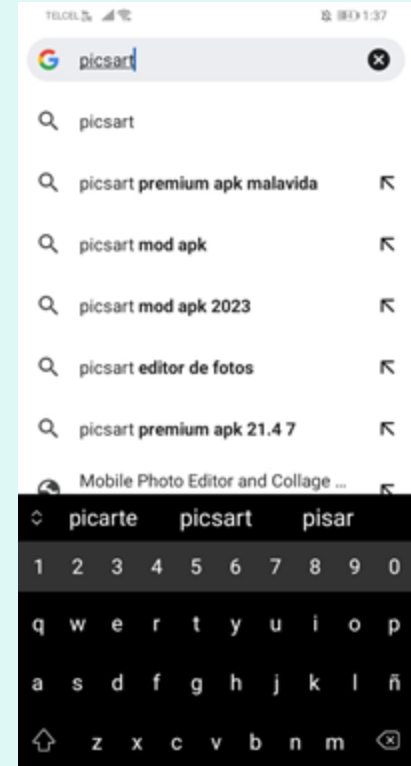 TELCEL 1:37
picsart
picsart
picsart premium apk malavida
picsart mod apk
picsart mod apk 2023
picsart editor de fotos
picsart premium apk 21.4 7
Mobile Photo Editor and Collage ...
picarte picsart pisar
1 2 3 4 5 6 7 8 9 0
q w e r t y u i o p
a s d f g h j k l ñ
z x c v b n m